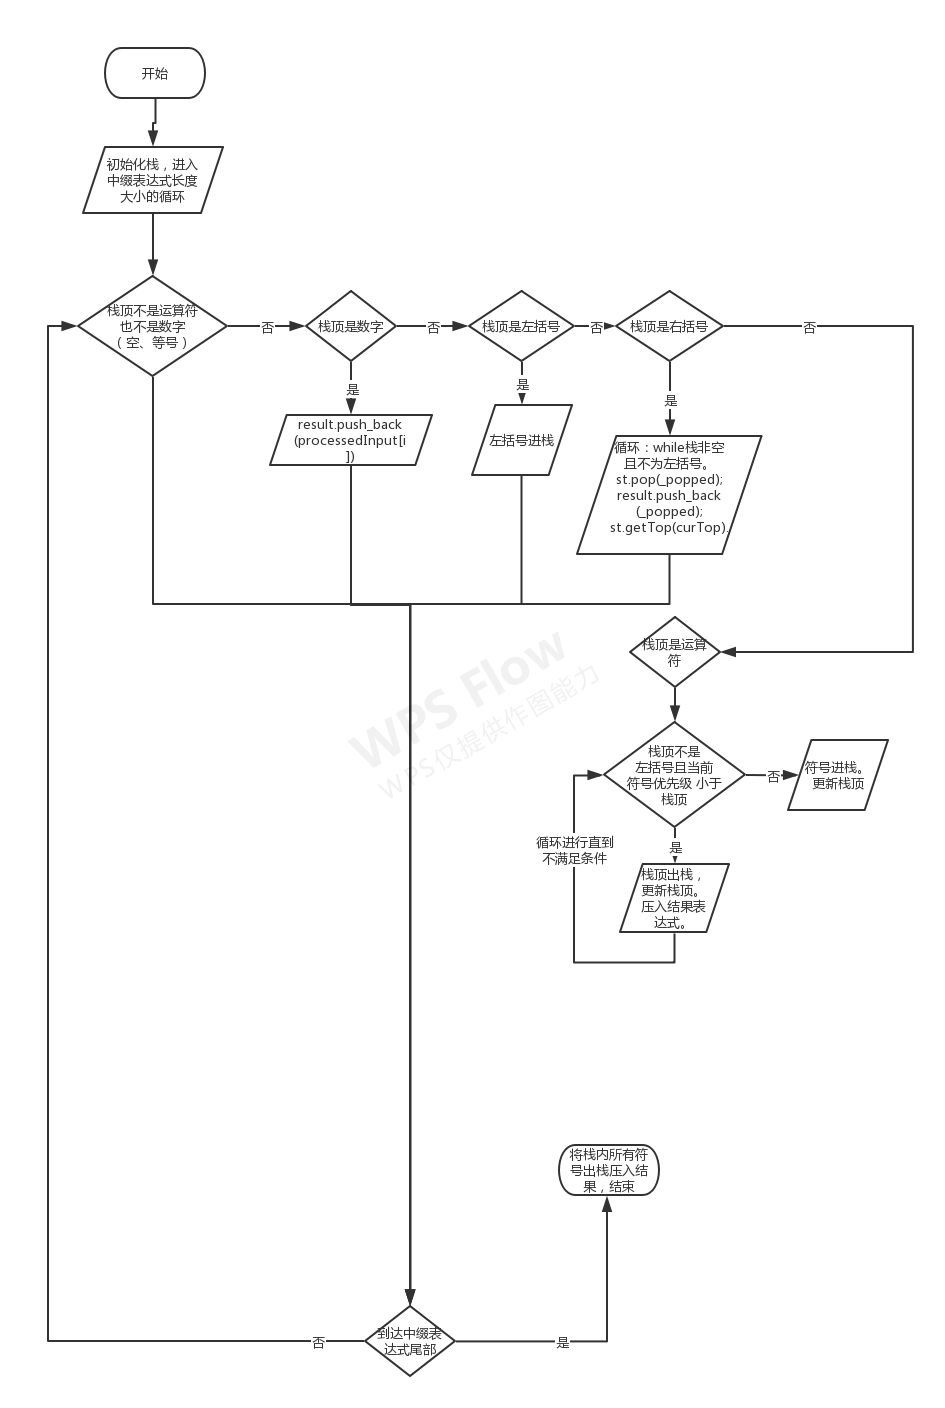 开始
初始化栈，进入
中缀表达式长度
大小的循环
栈顶不是运算符
也不是数字
（空、等号）
否
栈顶是数字
否
栈顶是左括号
否
栈顶是右括号
否
是
result.push_back
(processedInput[i
])
是
左括号进栈
是
循环：while栈非空
且不为左括号。
st.pop(_popped);
result.push_back
(_popped);
st.getTop(curTop).
栈顶是运算
符
栈顶不是
左括号且当前
符号优先级 小于
栈顶
否
符号进栈。
更新栈顶
循环进行直到
不满足条件
是
栈顶出栈，
更新栈顶。
压入结果表
达式。
WPS Flow
WPS仅提供作图能力
将栈内所有符
号出栈压入结
果，结束
否
到达中缀表
达式尾部
是